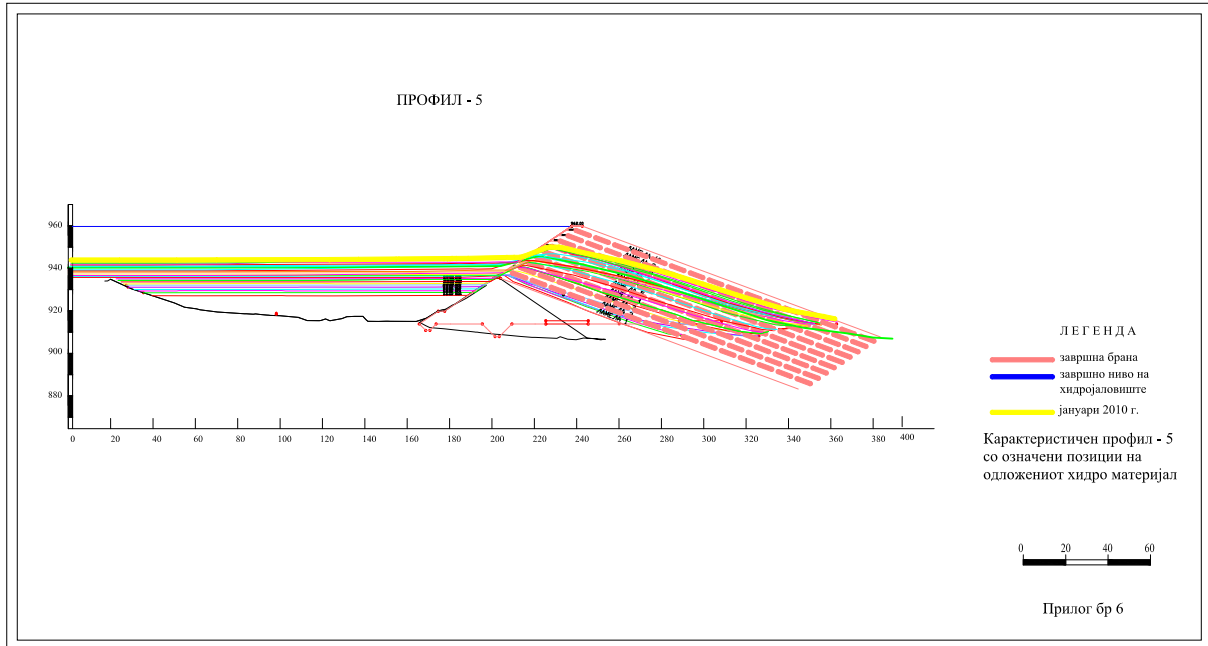 ПРОФИЛ - 5
960
940
920
900
880
0 20 40 60 80 100 120 140 160 180 200 220 240 260 280 300 320 340 360 380 400
Л Е Г Е Н Д А
завршна брана
завршно ниво на
хидројаловиште
јануари 2010 г.
Карактеристичен профил - 5
со означени позиции на
одложениот хидро материјал
0 20 40 60
Прилог бр 6